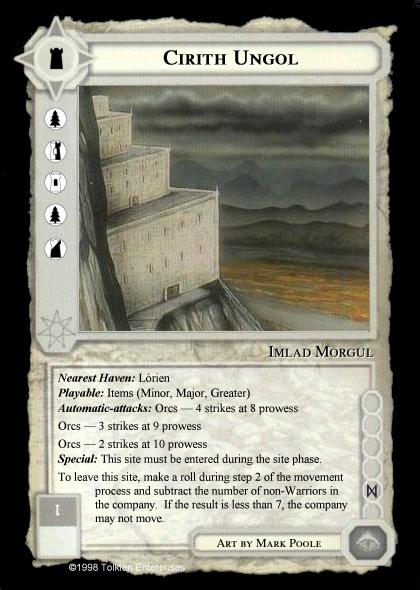 CIRITH UNGOL
IMLAD MORGUL
Nearest Haven: Lórien
Playable: Items (Minor, Major, Greater)
Automatic-attacks: Orcs — 4 strikes at 8 prowess
Orcs — 3 strikes at 9 prowess
Orcs — 2 strikes at 10 prowess
Special: This site must be entered during the site phase.
To leave this site, make a roll during step 2 of the movement
process and subtract the number of non-Warriors in
the company. If the result is less than 7, the company
may not move.
1
ART BY MARK POOLE
©1998 Tolkien Enterprises